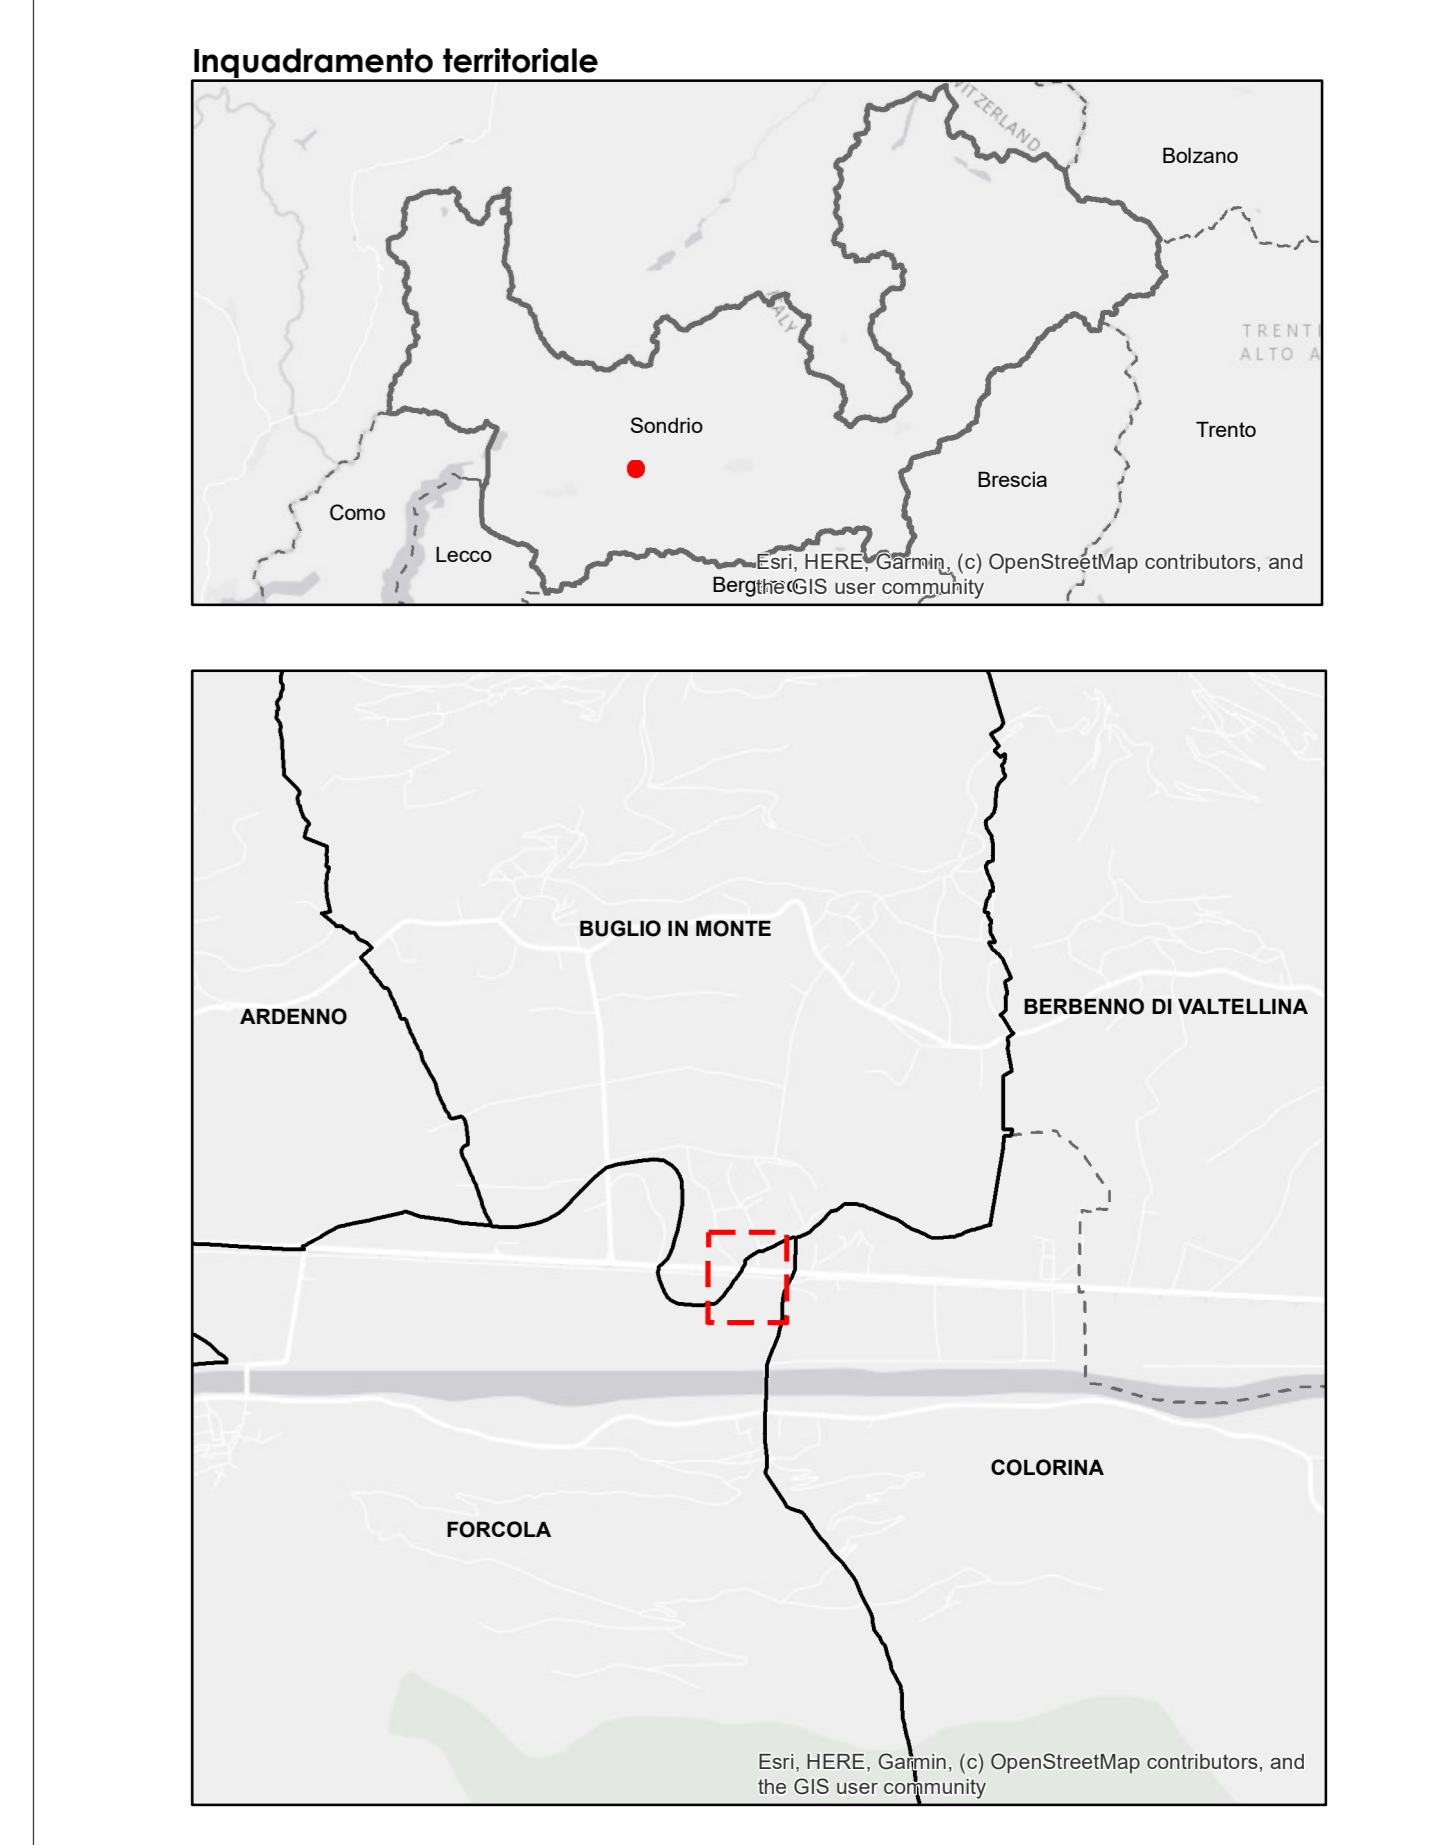 Inquadramento territoriale
WITZERLAND
Bolzano
ITALY
TRENTI
ALTO A
Sondrio
Trento
Brescia
Como
Lecco
Esri, HERE, Garmin, (c) OpenStreetMap contributors, and
the GIS user community
BUGLIO IN MONTE
BERBENNO DI VALTELLINA
ARDENNO
COLORINA
FORCOLA
Esri, HERE, Garmin, (c) OpenStreetMap contributors, and
the GIS user community